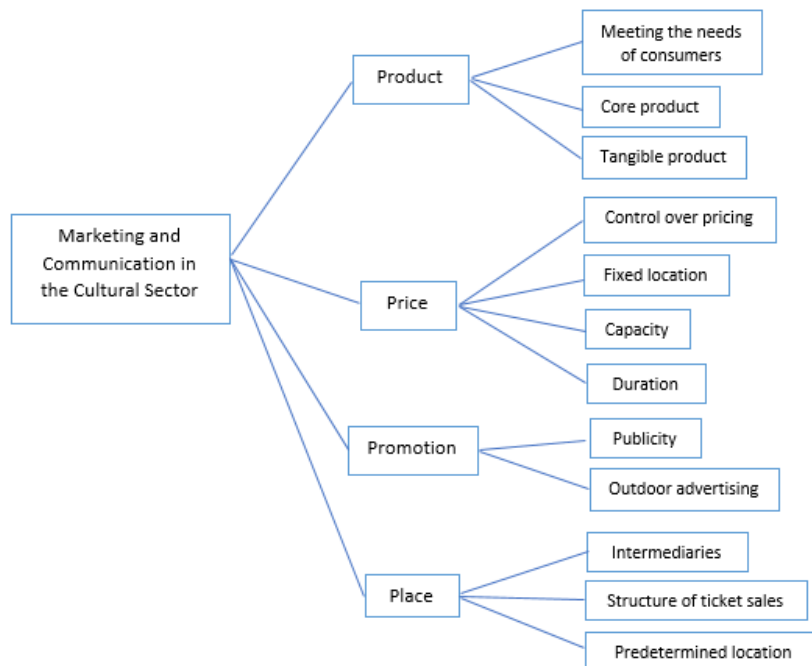 Marketing and
Communication in
the Cultural Sector
Product
Meeting the needs
of consumers
Core product
Tangible product
Price
Control over pricing
Fixed location
Capacity
Duration
Promotion
Publicity
Outdoor advertising
Place
Intermediaries
Structure of ticket sales
Predetermined location